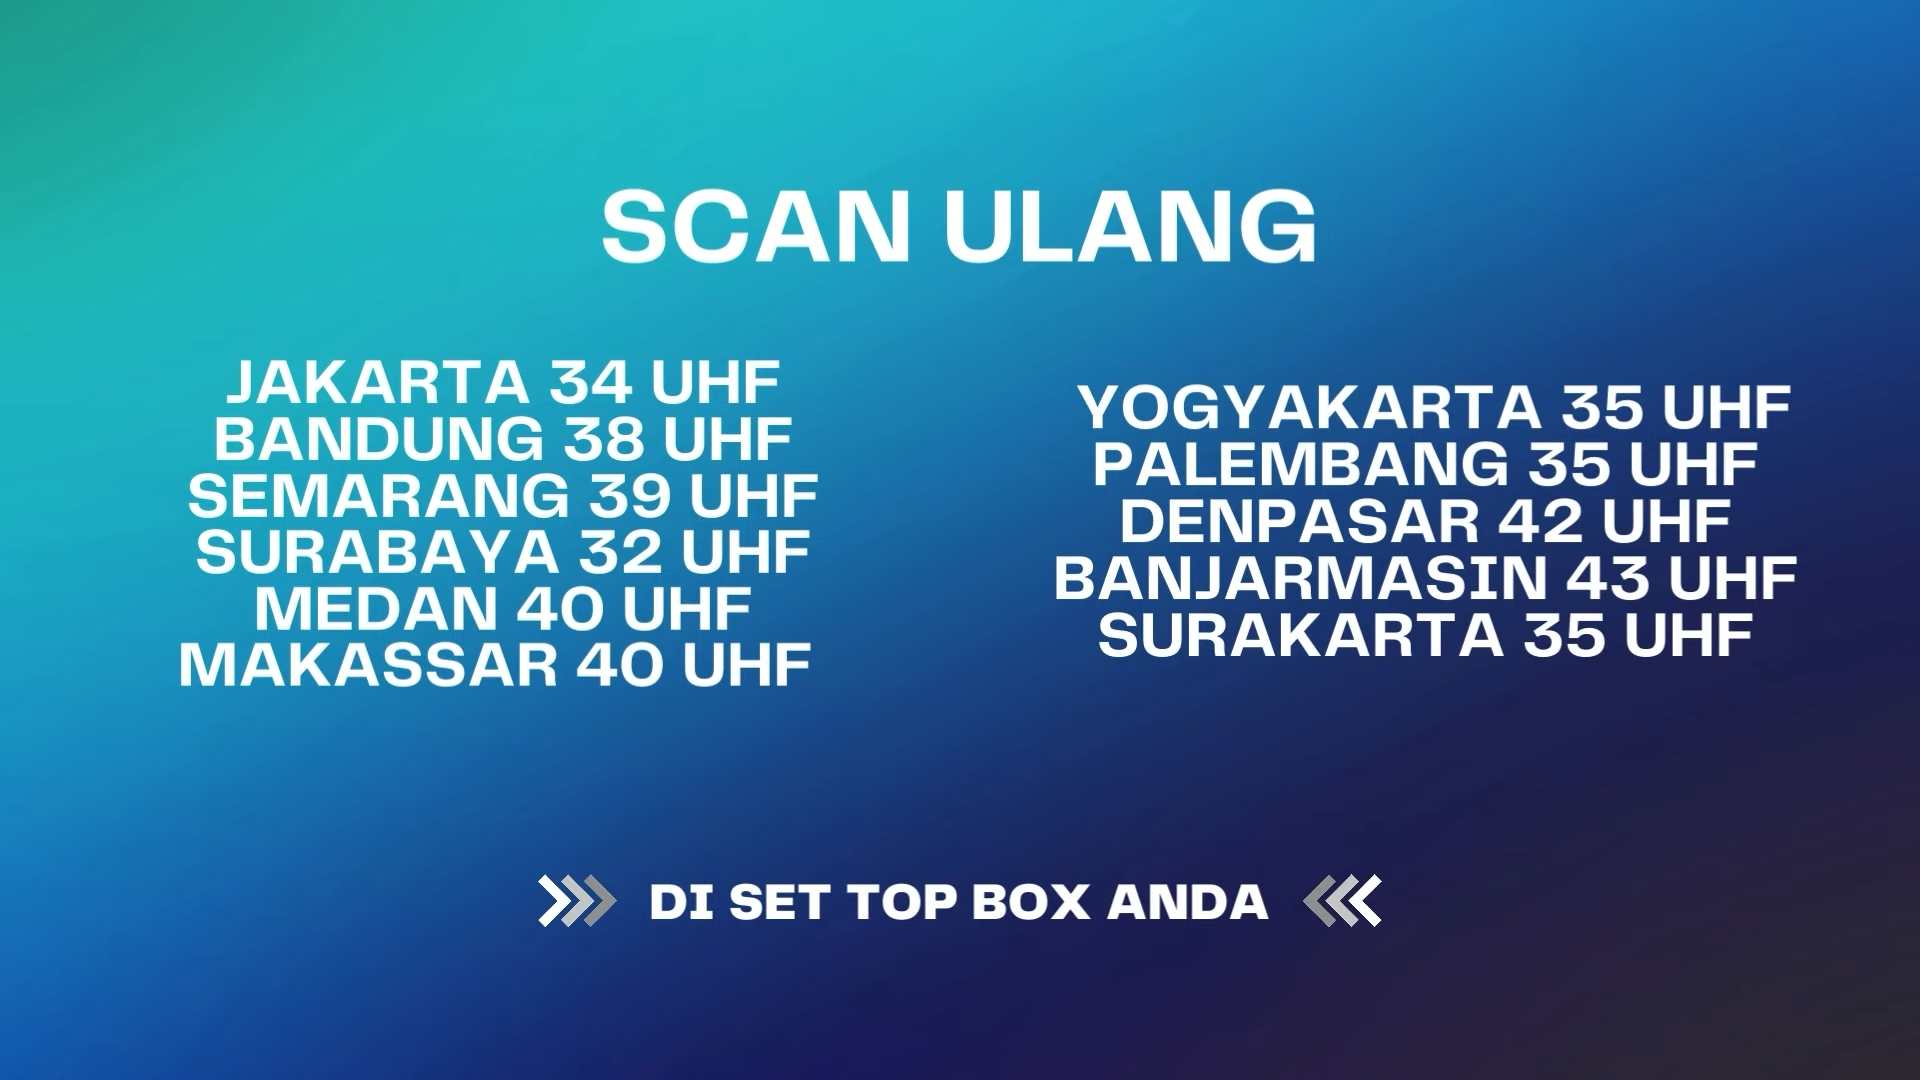 SCAN ULANG
JAKARTA 34 UHF
BANDUNG 38 UHF
SEMARANG 39 UHF
SURABAYA 32 UHF
MEDAN 40 UHF
MAKASSAR 40 UHF
YOGYAKARTA 35 UHF
PALEMBANG 35 UHF
DENPASAR 42 UHF
BANJARMASIN 43 UHF
SURAKARTA 35 UHF
DI SET TOP BOX ANDA